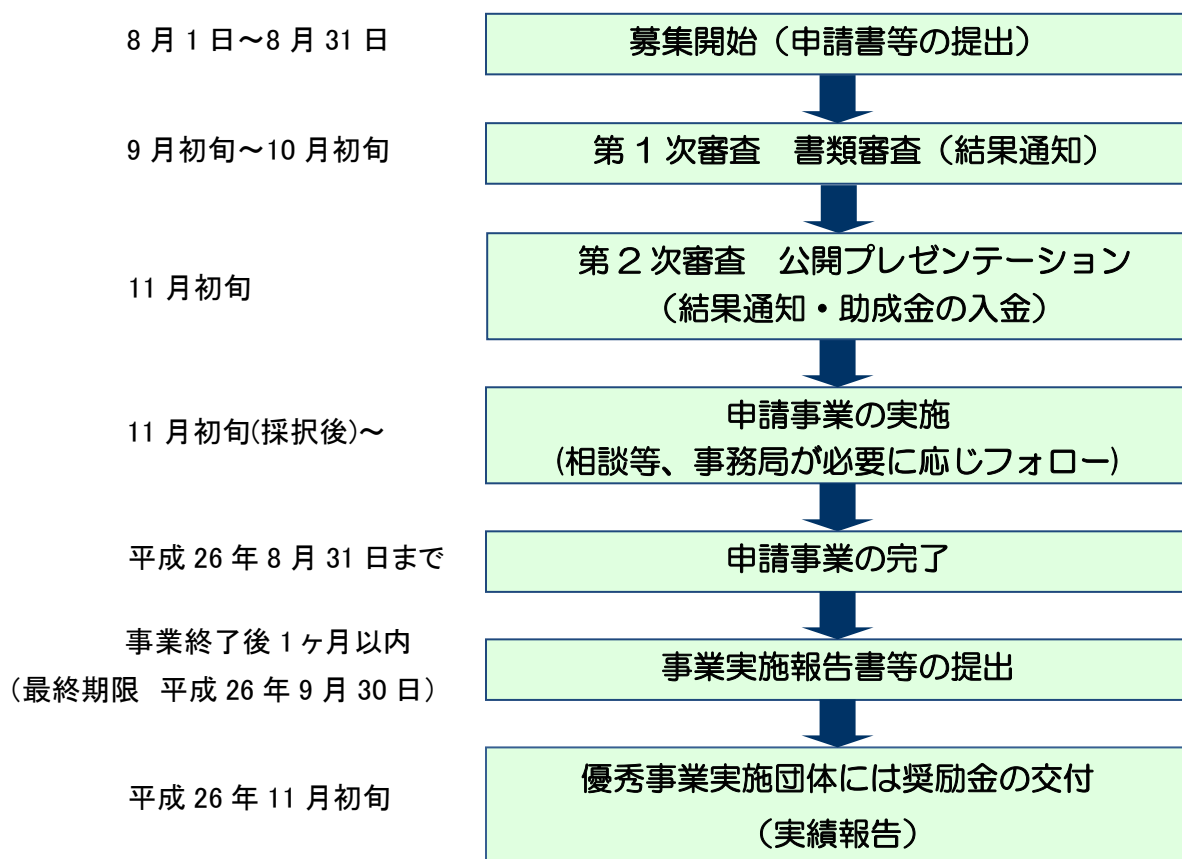 8月1日～8月31日
募集開始（申請書等の提出）
9月初旬～10月初旬
第1次審査　書類審査（結果通知）
11月初旬
第2次審査　公開プレゼンテーション
（結果通知・助成金の入金）
11月初旬(採択後)～
申請事業の実施
(相談等、事務局が必要に応じフォロー)
平成26年8月31日まで
申請事業の完了
事業終了後1ヶ月以内
（最終期限　平成26年9月30日）
事業実施報告書等の提出
平成26年11月初旬
優秀事業実施団体には奨励金の交付
（実績報告）